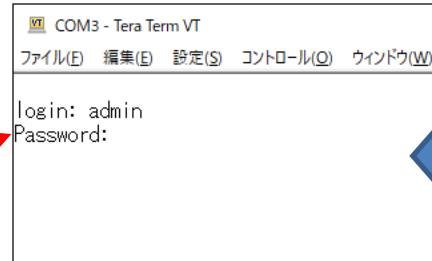 COM3 - Tera Term VT
ファイル(F) 編集(E) 設定(S) コントロール(O) ウィンドウ(W)
login: admin
Password: